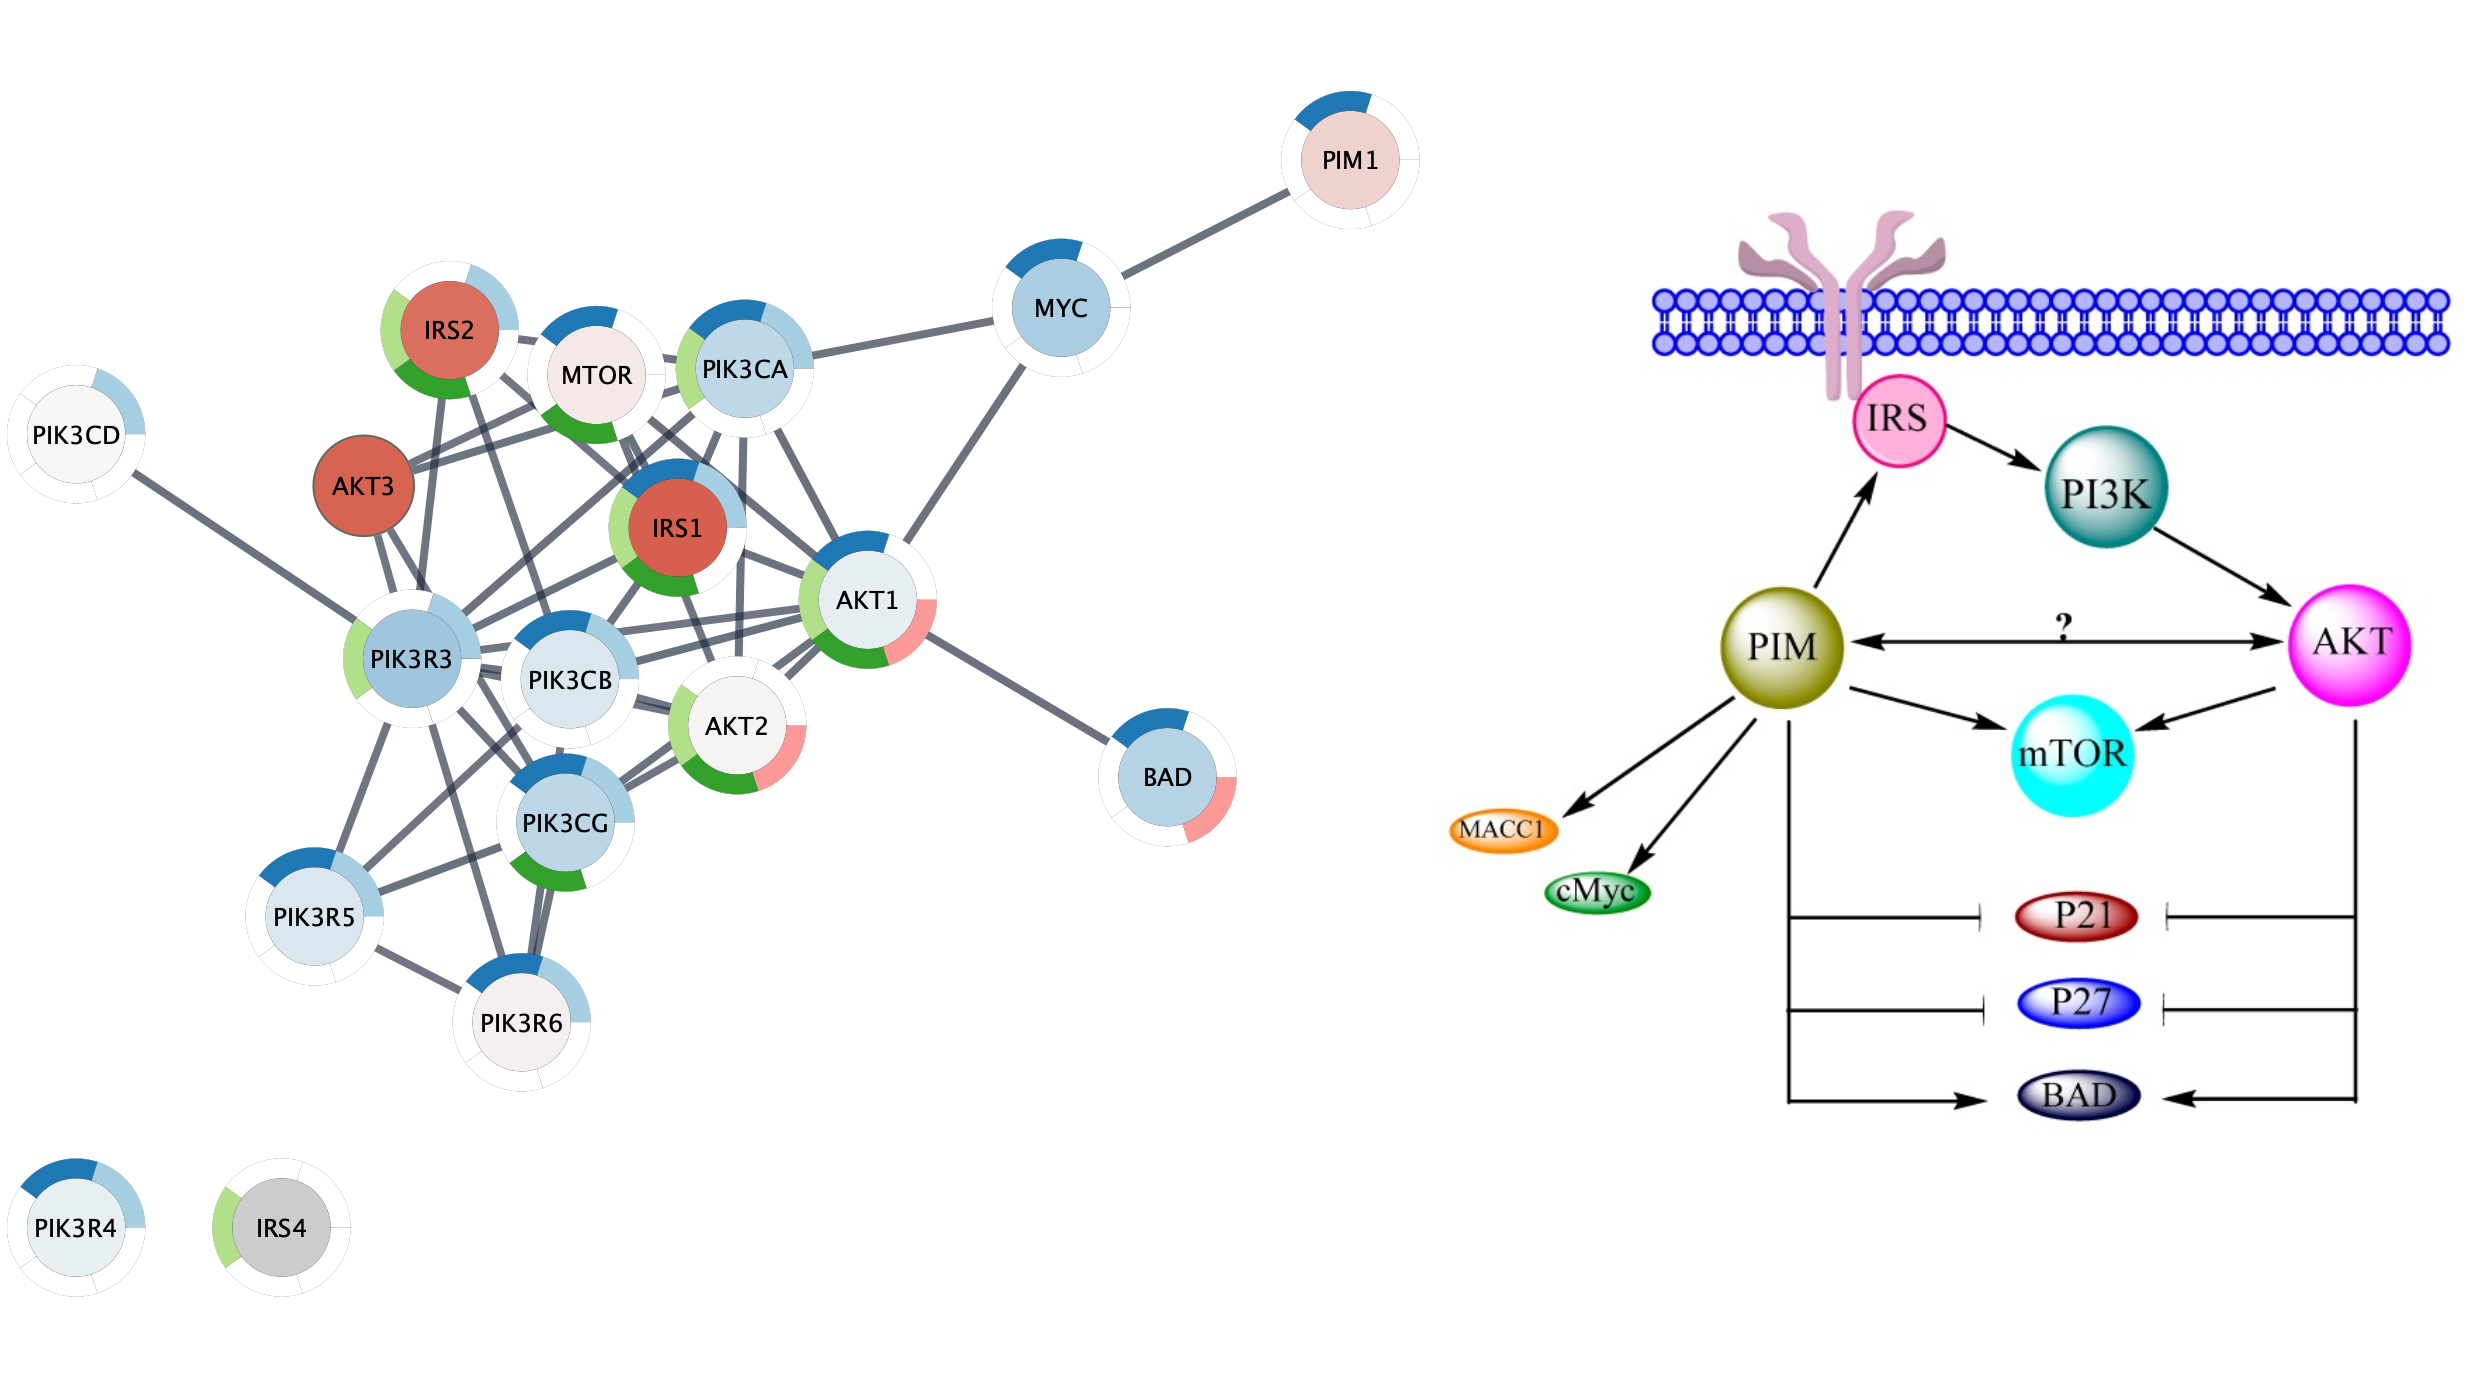 PIM1
MYC
IRS2
MTOR
PIK3CA
PIK3CD
AKT3
IRS1
AKT1
PIK3R3
PIK3CB
AKT2
BAD
PIK3CG
PIK3R5
PIK3R6
PIK3R4
IRS4
IRS
PI3K
?
PIM
AKT
mTOR
MACC1
cMyc
P21
P27
BAD